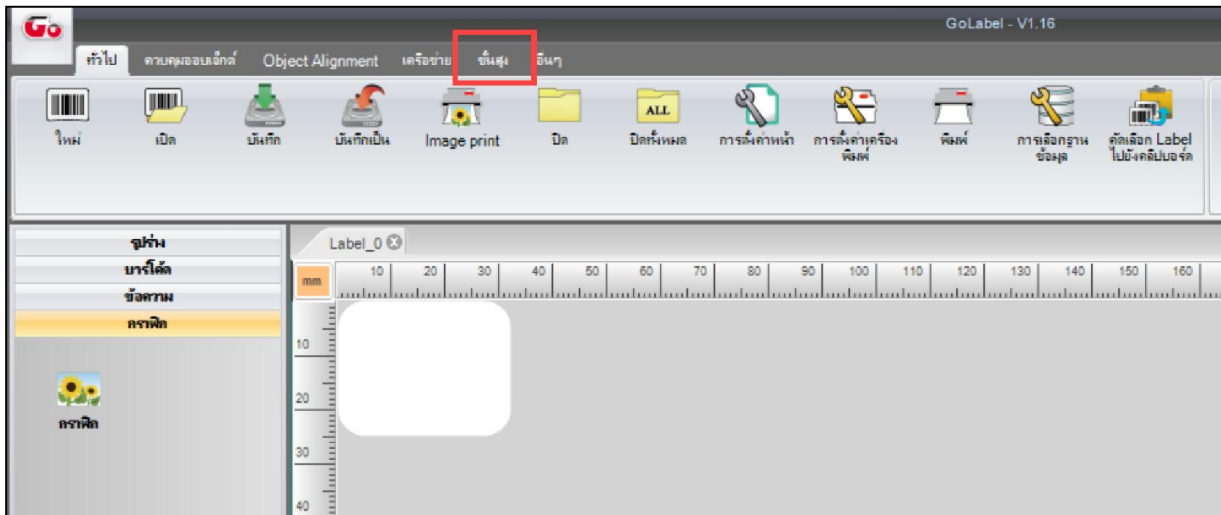 Go
GoLabel - V1.16
ทั่วไป ควบคุมออบเจ็กต์ Object Alignment เครือข่าย ขั้นสูง อื่นๆ
ใหม่ เปิด บันทึก บันทึกเป็น Image print ปิด ปิดทั้งหมด การตั้งค่าหน้า การตั้งค่าเครื่อง พิมพ์ การเลือกฐาน คัดเลือก Label
พิมพ์ ข้อมูล ไปยังคลิปบอร์ด
ALL
รูปร่าง
บาร์โค้ด
ข้อความ
กราฟิก
กราฟิก
Label_0
mm 10 20 30 40 50 60 70 80 90 100 110 120 130 140 150 160
10
20
30
40